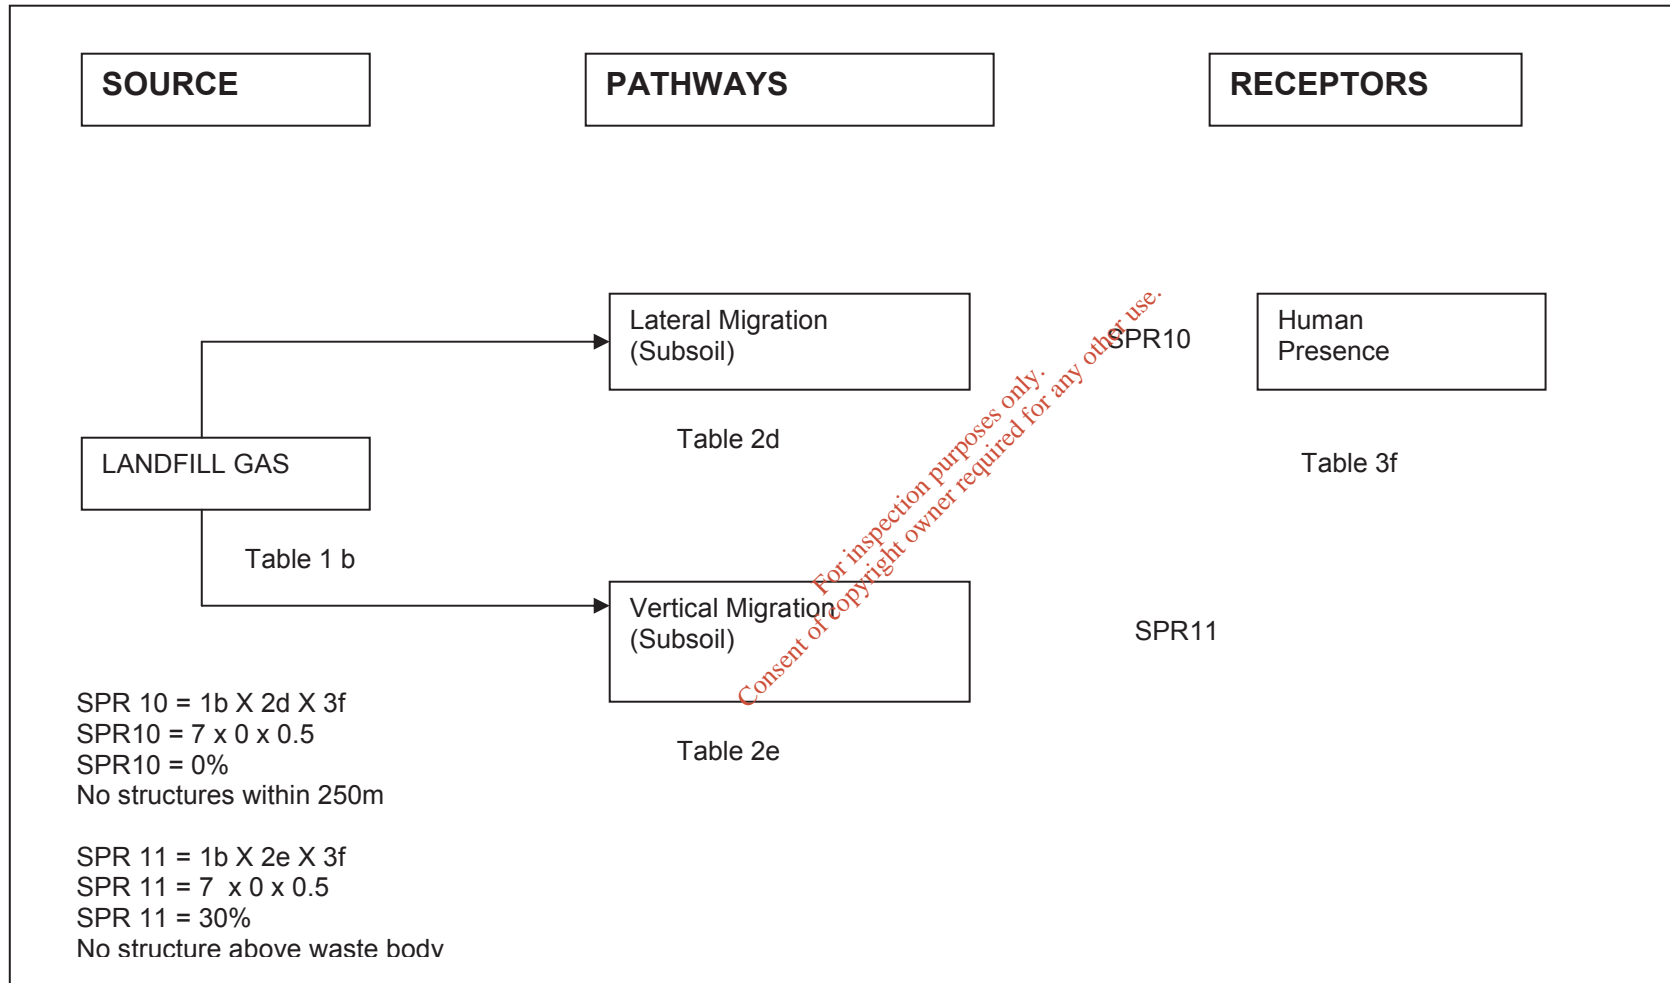 SOURCE
PATHWAYS
RECEPTORS
Lateral Migration
(Subsoil)
SPR10
Human
Presence
Table 2d
Table 3f
LANDFILL GAS
Table 1 b
Vertical Migration
(Subsoil)
SPR11
Table 2e
SPR 10 = 1b X 2d X 3f
SPR10 = 7 x 0 x 0.5
SPR10 = 0%
No structures within 250m
SPR 11 = 1b X 2e X 3f
SPR 11 = 7 x 0 x 0.5
SPR 11 = 30%
No structure above waste body
For inspection purposes only.
Consent of copyright owner required for any other use.